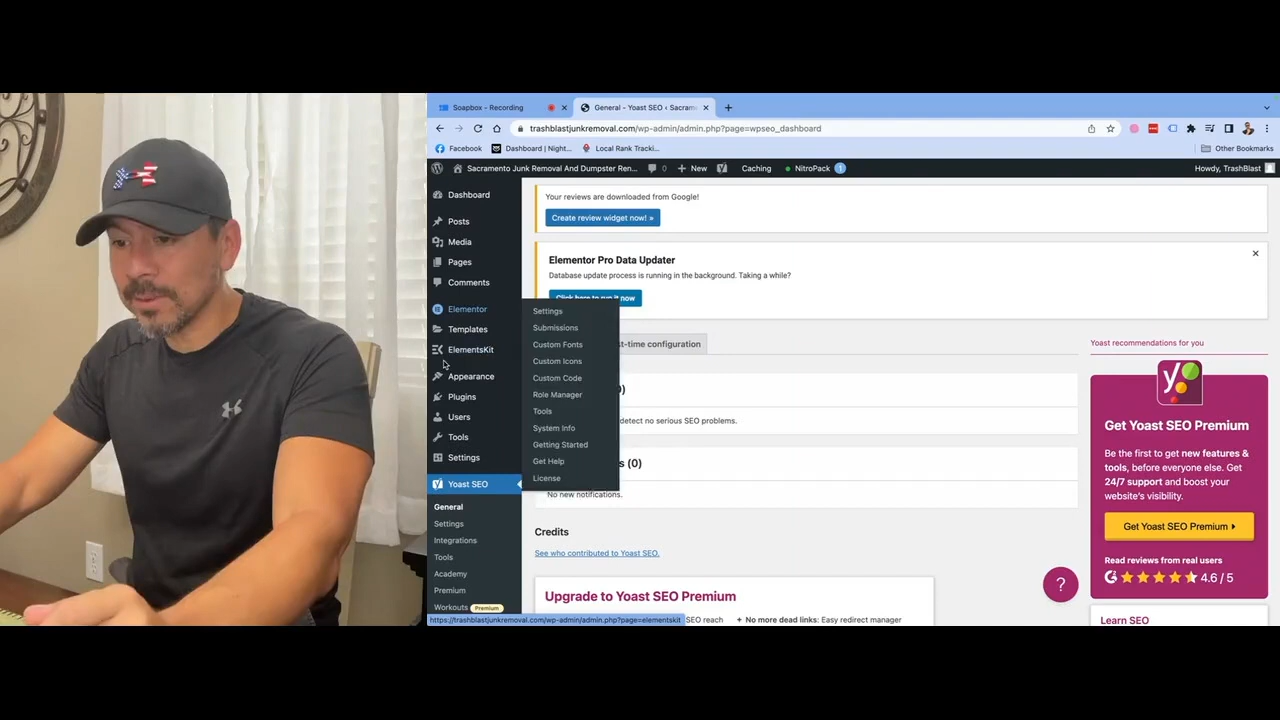 Soapbox - Recording
General - Yoast SEO ‹ Sacram
trashblastjunkremoval.com/wp-admin/admin.php?page=wpseo_dashboard
Facebook
Dashboard | Night...
Local Rank Tracki...
Other Bookmarks
Sacramento Junk Removal And Dumpster Ren...
0
New
Caching
NitroPack
1
Howdy, TrashBlast
Dashboard
Posts
Media
Pages
Comments
Elementor
Templates
ElementsKit
Appearance
Plugins
Users
Tools
Settings
Yoast SEO
General
Settings
Integrations
Tools
Academy
Premium
Workouts Premium
Settings
Submissions
Custom Fonts
Custom Icons
Custom Code
Role Manager
Tools
System Info
Getting Started
Get Help
License
Your reviews are downloaded from Google!
Create review widget now! »
Elementor Pro Data Updater
Database update process is running in the background. Taking a while?
Click here to run it now
st-time configuration
detect no serious SEO problems.
s (0)
No new notifications.
Credits
See who contributed to Yoast SEO.
Upgrade to Yoast SEO Premium
SEO reach
+ No more dead links: Easy redirect manager
https://trashblastjunkremoval.com/wp-admin/admin.php?page=elementskit
Yoast recommendations for you
y
Get Yoast SEO Premium
Be the first to get new features &
tools, before everyone else. Get
24/7 support and boost your
website's visibility.
Get Yoast SEO Premium
Read reviews from real users
4.6 / 5
?
Learn SEO